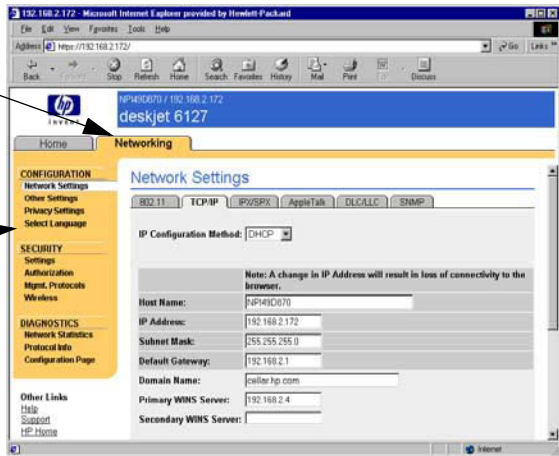 192.168.2.172 - Microsoft Internet Explorer provided by Hewlett-Packard
File Edit View Favorites Tools Help
Address https://192.168.2.172/ Go Links »
Back Forward Stop Refresh Home Search Favorites History Mail Print Edit Discuss
hp
invent
NPI49D870 / 192.168.2.172
deskjet 6127
Home Networking
CONFIGURATION
Network Settings
Other Settings
Privacy Settings
Select Language
SECURITY
Settings
Authorization
Mgmt. Protocols
Wireless
DIAGNOSTICS
Network Statistics
Protocol Info
Configuration Page
Other Links
Help
Support
HP Home
Network Settings
802.11 TCP/IP IPX/SPX AppleTalk DLC/LLC SNMP
IP Configuration Method: DHCP
Note: A change in IP Address will result in loss of connectivity to the
browser.
Host Name: NPI49D870
IP Address: 192.168.2.172
Subnet Mask: 255.255.255.0
Default Gateway: 192.168.2.1
Domain Name: cellar.hp.com
Primary WINS Server: 192.168.2.4
Secondary WINS Server:
Internet